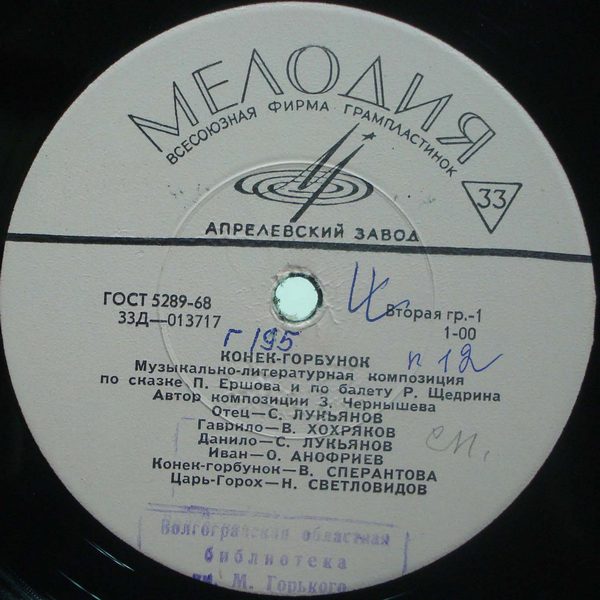 МЕЛОДИЯ
ВСЕСОЮЗНАЯ ФИРМА ГРАМПЛАСТИНОК
33
АПРЕЛЕВСКИЙ ЗАВОД
ГОСТ 5289-68
33Д—013717
Вторая гр.-1
1-00
г 195
п 12
КОНЕК-ГОРБУНОК
Музыкально-литературная композиция
по сказке П. Ершова и по балету Р. Щедрина
Автор композиции З. Чернышева
Отец—С. ЛУКЬЯНОВ
Гаврило—В. ХОХРЯКОВ
Данило—С. ЛУКЬЯНОВ
Иван—О. АНОФРИЕВ
см.
Конек-горбунок—В. СПЕРАНТОВА
Царь-Горох—Н. СВЕТЛОВИДОВ
Волгоградская областная
библиотека
им. М. Горького